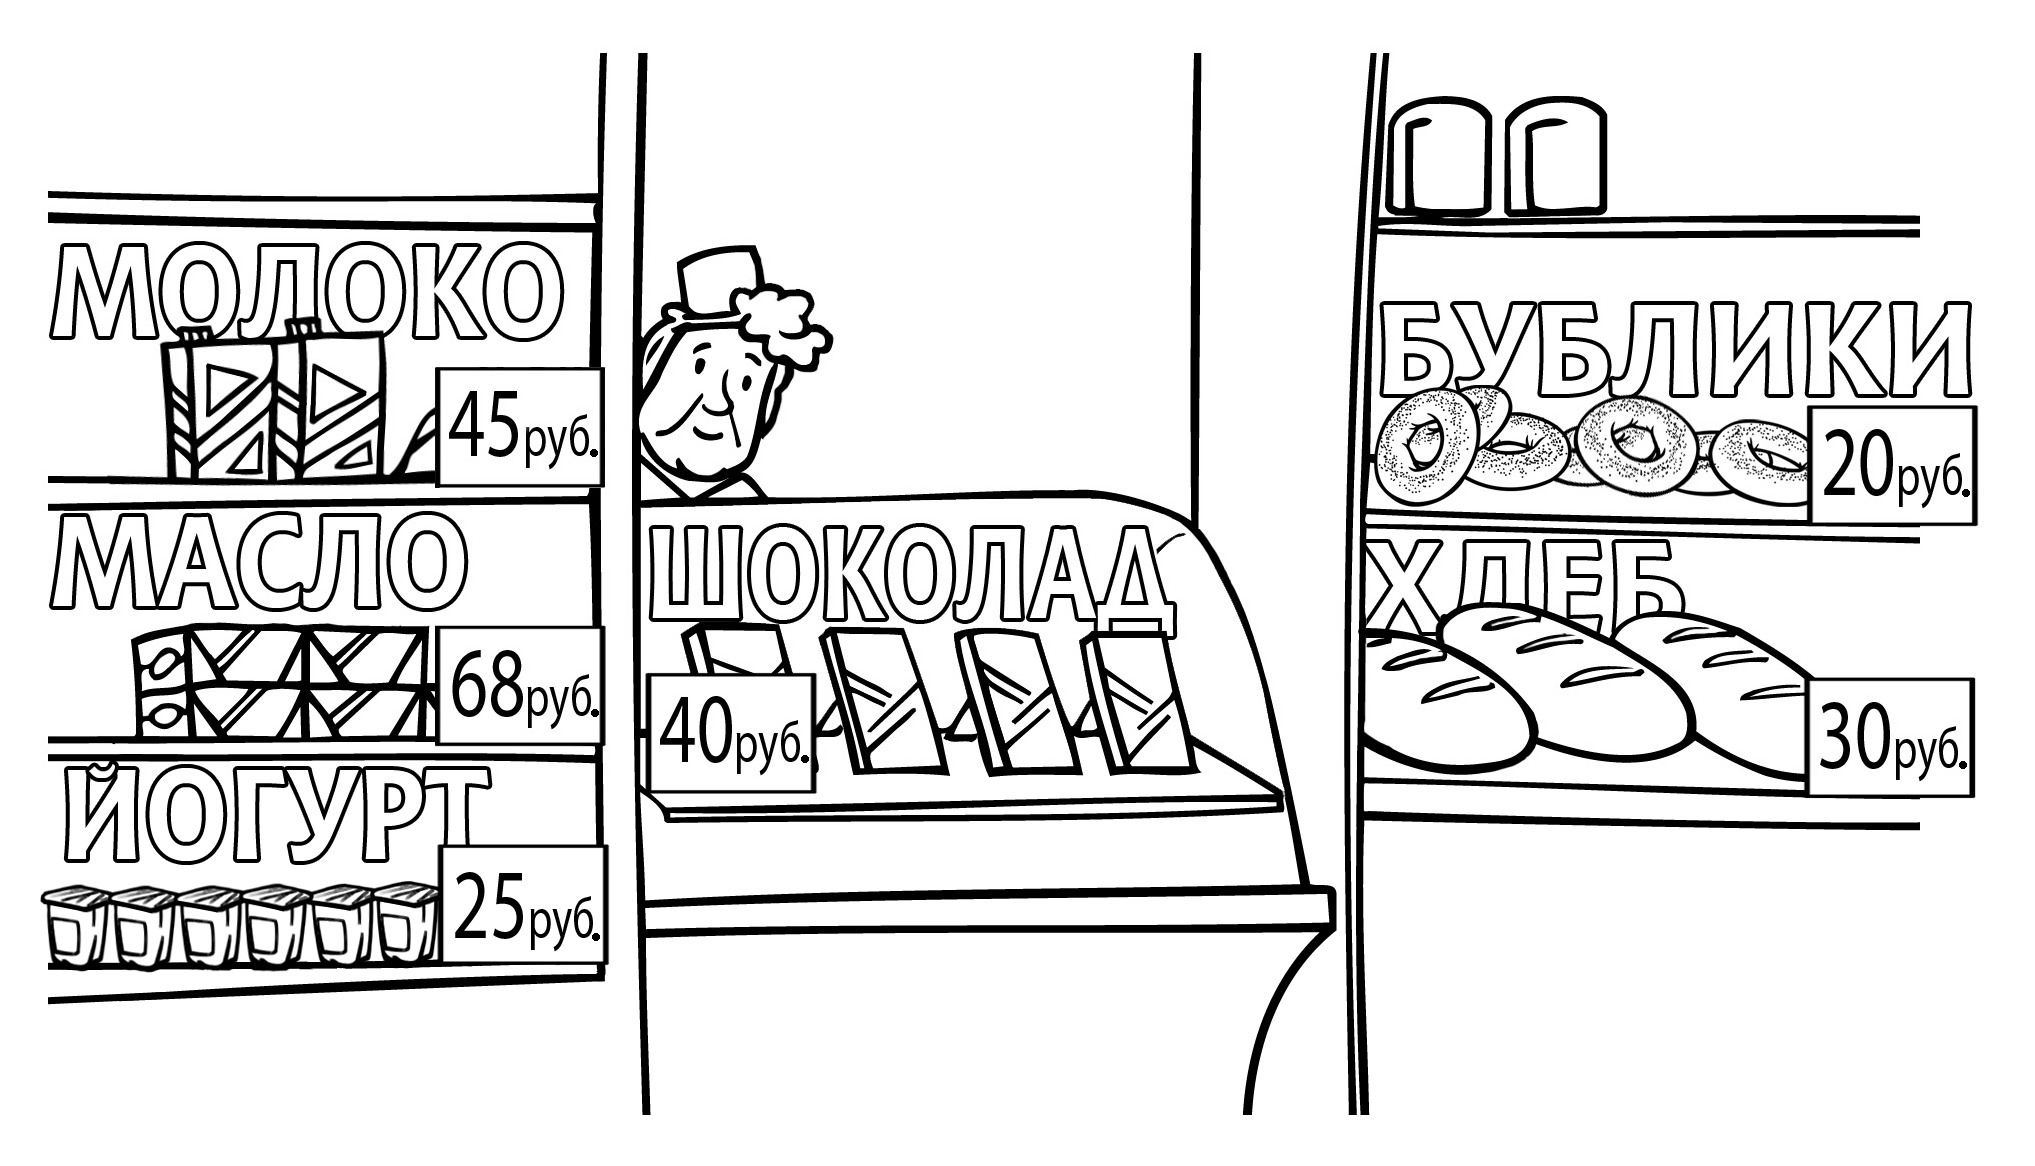 МОЛОКО
45руб.
МАСЛО
68руб.
ЙОГУРТ
25руб.
ШОКОЛАД
40руб.
БУБЛИКИ
20руб.
ХЛЕБ
30руб.